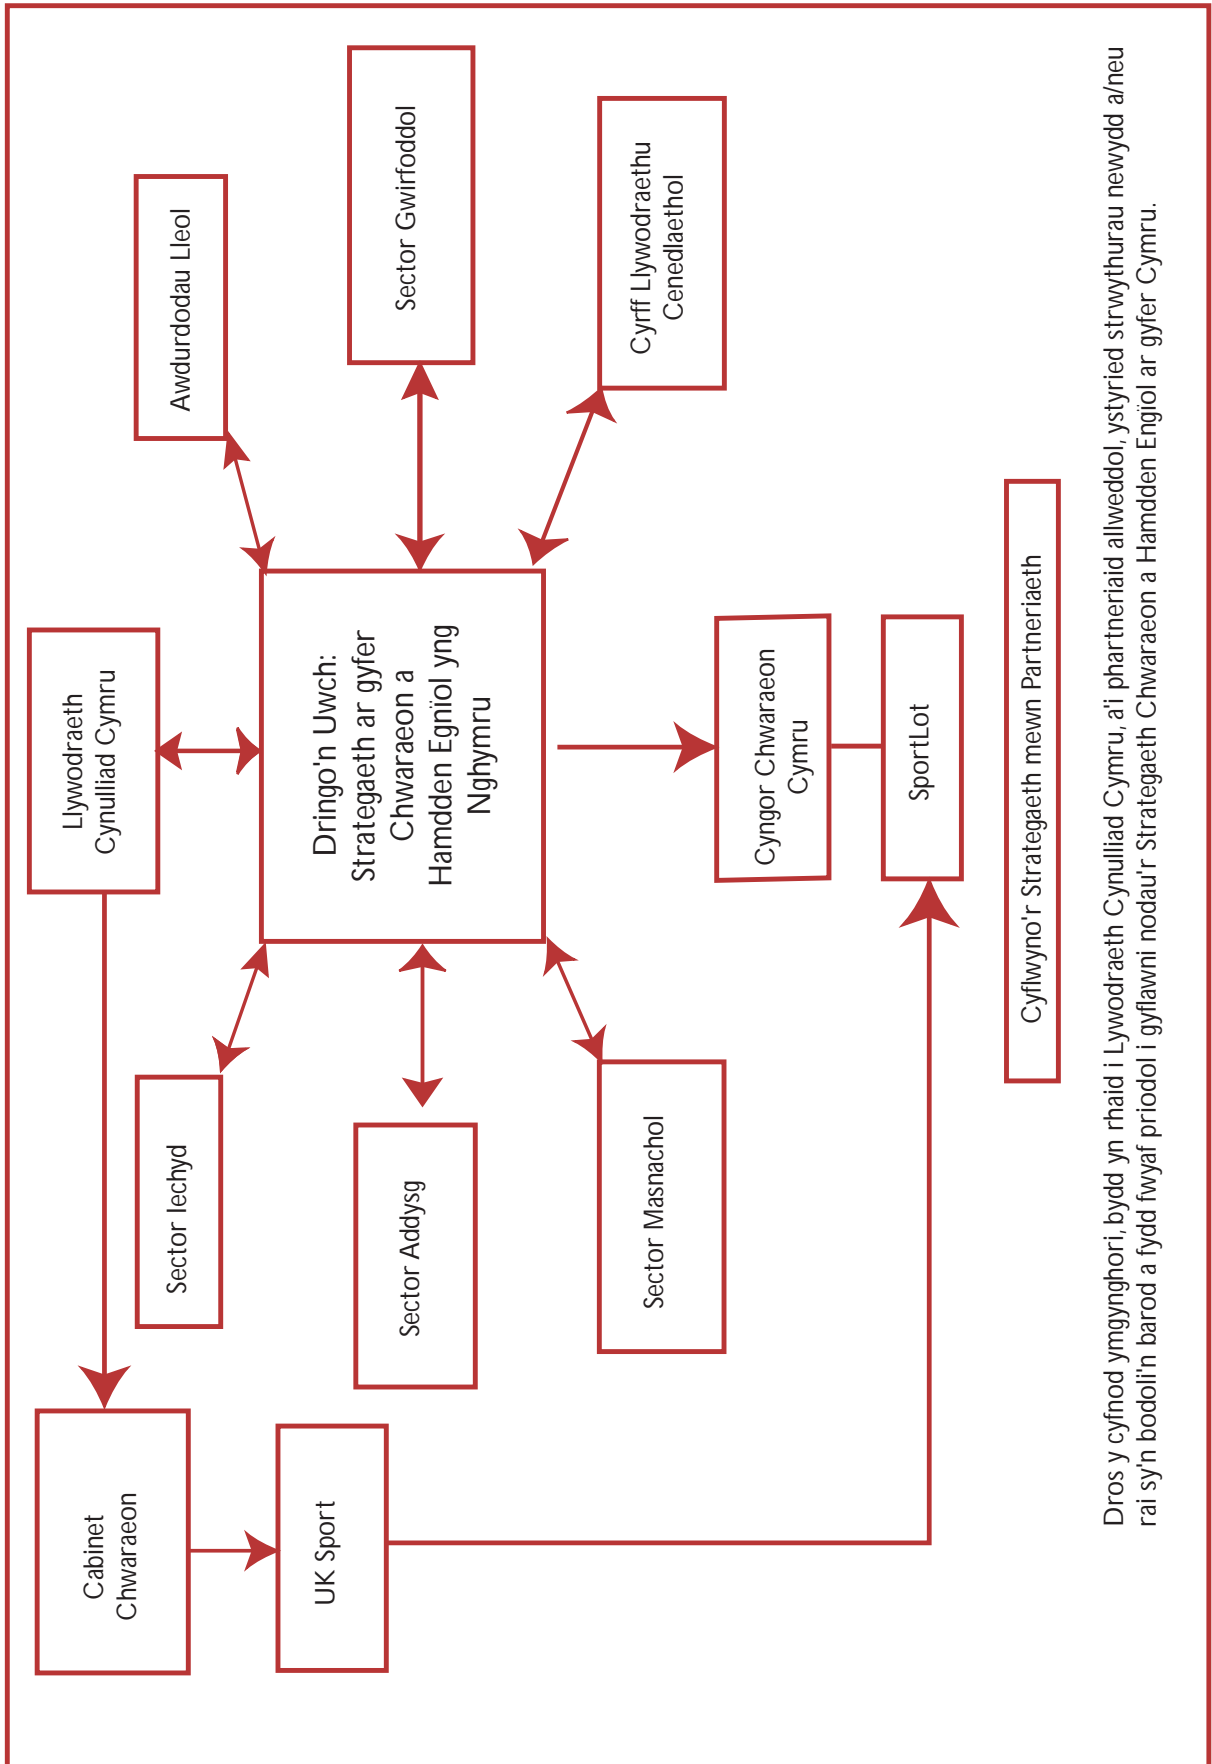 Llywodraeth
Cynulliad Cymru
Cabinet
Chwaraeon
Sector Iechyd
Awdurdodau Lleol
UK Sport
Dringo'n Uwch:
Strategaeth ar gyfer
Chwaraeon a
Hamdden Egnïol yng
Nghymru
Sector Addysg
Sector Gwirfoddol
Sector Masnachol
Cyrff Llywodraethu
Cenedlaethol
Cyngor Chwaraeon
Cymru
SportLot
Cyflwyno'r Strategaeth mewn Partneriaeth
Dros y cyfnod ymgynghori, bydd yn rhaid i Lywodraeth Cynulliad Cymru, a'i phartneriaid allweddol, ystyried strwythurau newydd a/neu
rai sy'n bodoli'n barod a fydd fwyaf priodol i gyflawni nodau'r Strategaeth Chwaraeon a Hamdden Engïol ar gyfer Cymru.